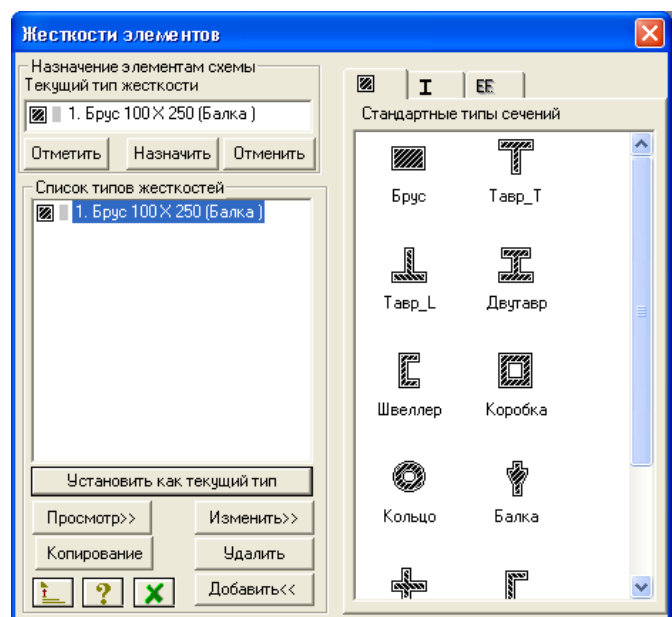 Жесткости элементов
Назначение элементам схемы
Текущий тип жесткости
1. Брус 100 X 250 (Балка )
Отметить Назначить Отменить
Список типов жесткостей
1. Брус 100 X 250 (Балка )
Установить как текущий тип
Просмотр>> Изменить>>
Копирование Удалить
Добавить<<
Стандартные типы сечений
Брус Тавр_T
Тавр_L Двутавр
Швеллер Коробка
Кольцо Балка